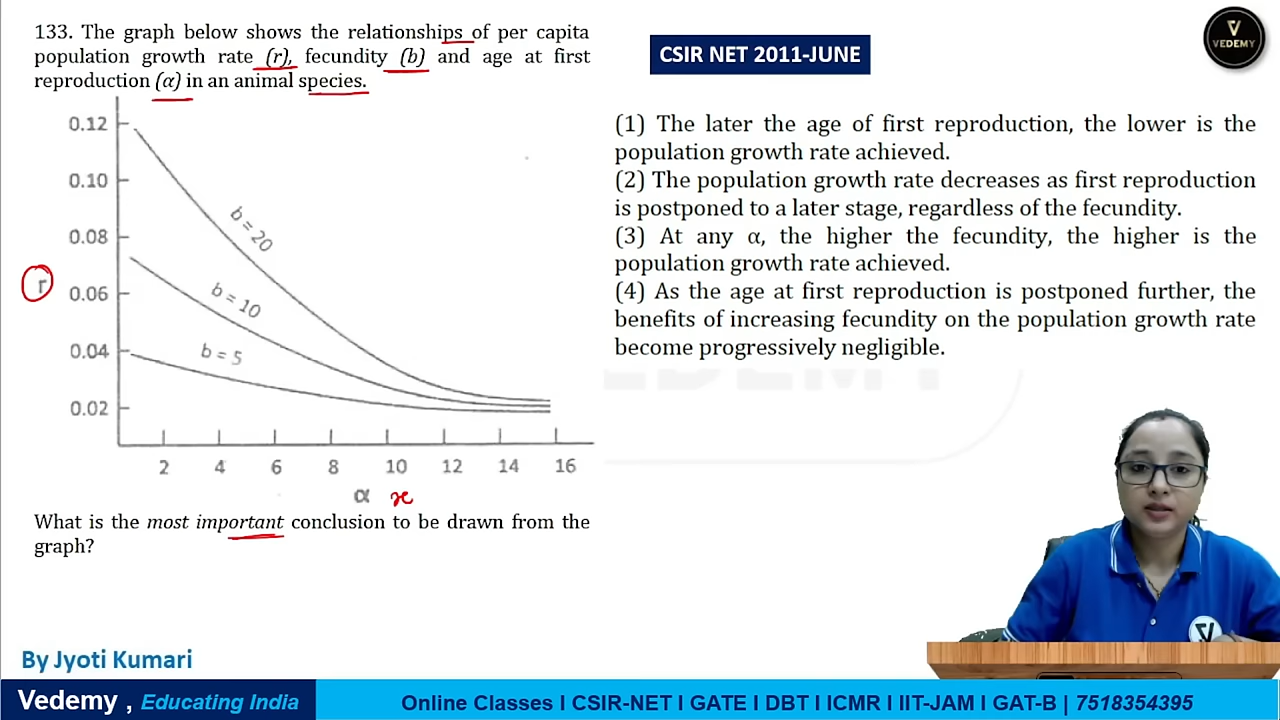 133. The graph below shows the relationships of per capita
population growth rate (r), fecundity (b) and age at first
reproduction (α) in an animal species.
CSIR NET 2011-JUNE
VEDEMY
0.12
0.10
0.08
0.06
0.04
0.02
r
b = 20
b = 10
b = 5
2 4 6 8 10 12 14 16
α x
What is the most important conclusion to be drawn from the
graph?
(1) The later the age of first reproduction, the lower is the
population growth rate achieved.
(2) The population growth rate decreases as first reproduction
is postponed to a later stage, regardless of the fecundity.
(3) At any α, the higher the fecundity, the higher is the
population growth rate achieved.
(4) As the age at first reproduction is postponed further, the
benefits of increasing fecundity on the population growth rate
become progressively negligible.
By Jyoti Kumari
Vedemy , Educating India
Online Classes I CSIR-NET I GATE I DBT I ICMR I IIT-JAM I GAT-B | 7518354395